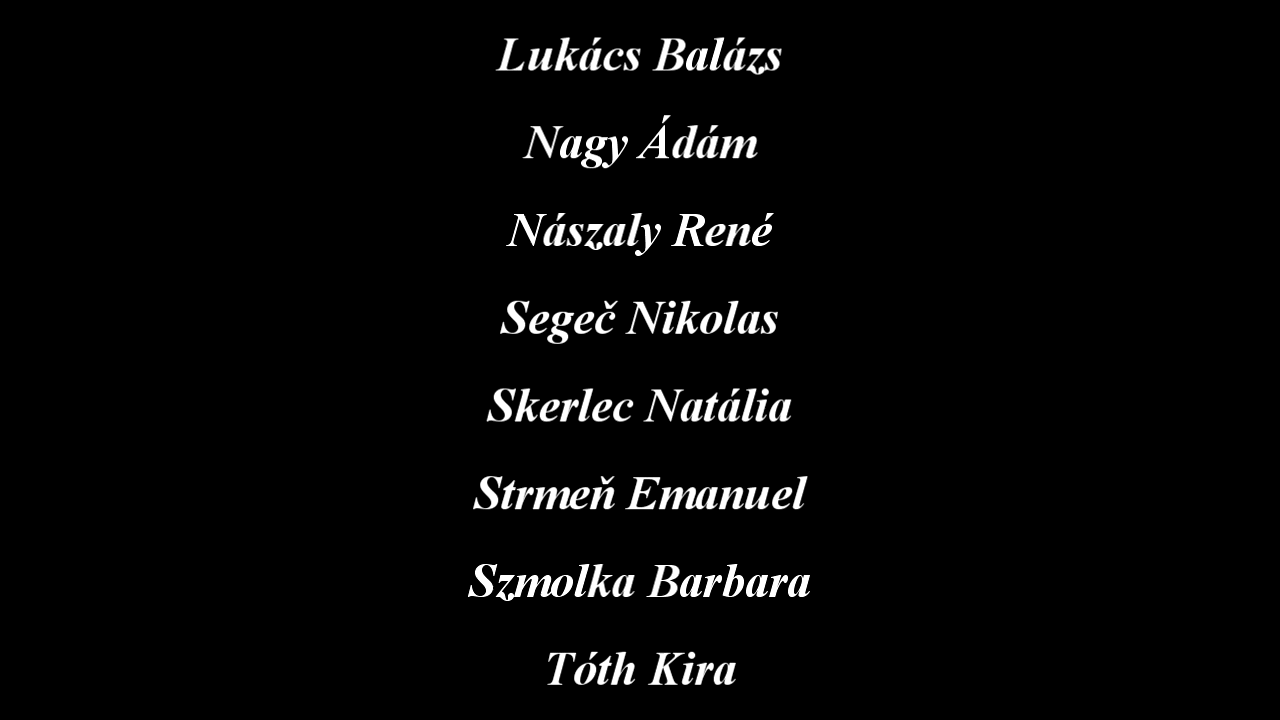 Lukács Balázs
Nagy Ádám
Nászaly René
Segeč Nikolas
Skerlec Natália
Strmeň Emanuel
Szmolka Barbara
Tóth Kira